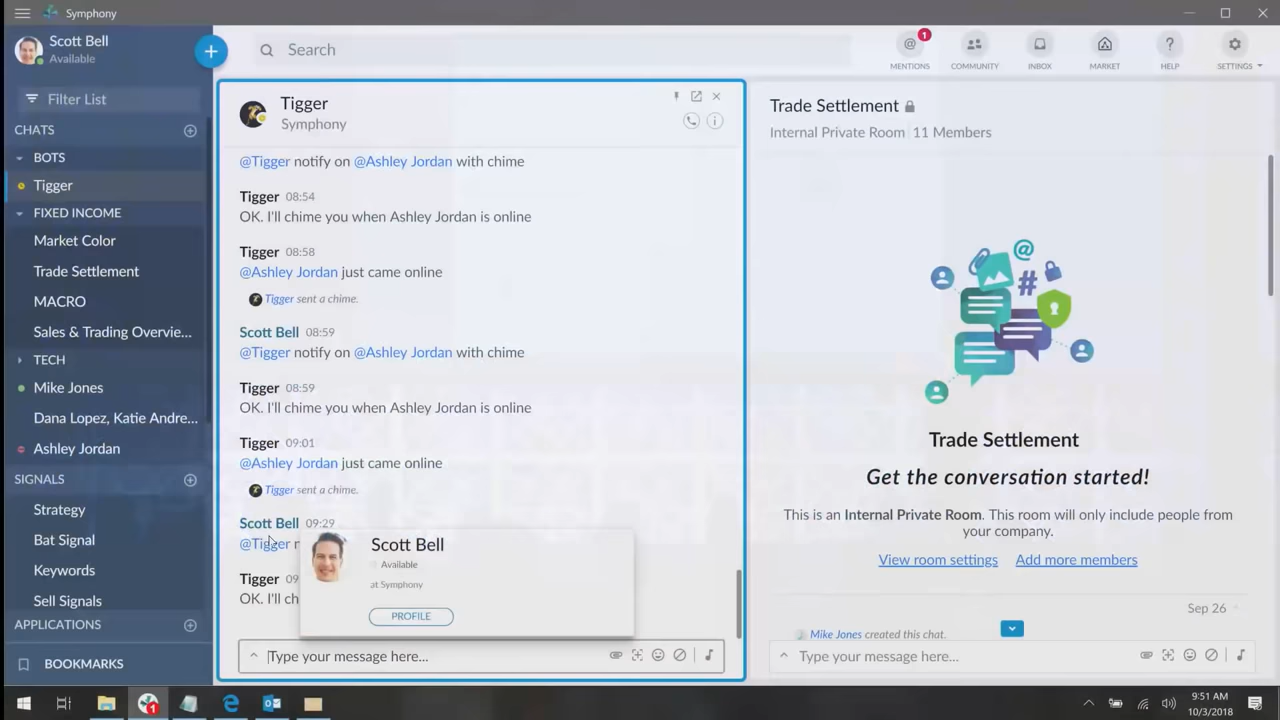 Symphony
Scott Bell
Available
Search
1
MENTIONS
COMMUNITY
INBOX
MARKET
HELP
SETTINGS
Filter List
CHATS
BOTS
Tigger
FIXED INCOME
Market Color
Trade Settlement
MACRO
Sales & Trading Overvie...
TECH
Mike Jones
Dana Lopez, Katie Andre...
Ashley Jordan
SIGNALS
Strategy
Bat Signal
Keywords
Sell Signals
APPLICATIONS
BOOKMARKS
Tigger
Symphony
@Tigger notify on @Ashley Jordan with chime
Tigger 08:54
OK. I'll chime you when Ashley Jordan is online
Tigger 08:58
@Ashley Jordan just came online
Tigger sent a chime.
Scott Bell 08:59
@Tigger notify on @Ashley Jordan with chime
Tigger 08:59
OK. I'll chime you when Ashley Jordan is online
Tigger 09:01
@Ashley Jordan just came online
Tigger sent a chime.
Scott Bell 09:29
@Tigger n
Tigger 09
OK. I'll ch
Scott Bell
Available
at Symphony
PROFILE
Type your message here...
Trade Settlement
Internal Private Room 11 Members
@
#
Trade Settlement
Get the conversation started!
This is an Internal Private Room. This room will only include people from
your company.
View room settings Add more members
Sep 26
Mike Jones created this chat.
Type your message here...
1
9:51 AM
10/3/2018